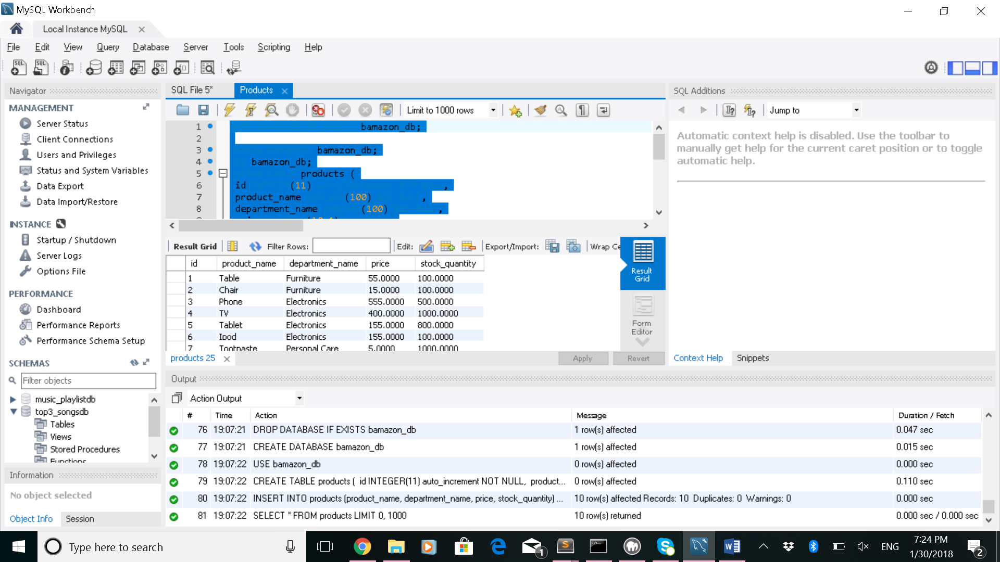 MySQL Workbench
Local Instance MySQL
File Edit View Query Database Server Tools Scripting Help
Navigator
MANAGEMENT
Server Status
Client Connections
Users and Privileges
Status and System Variables
Data Export
Data Import/Restore
INSTANCE
Startup / Shutdown
Server Logs
Options File
PERFORMANCE
Dashboard
Performance Reports
Performance Schema Setup
SCHEMAS
Filter objects
music_playlistdb
top3_songsdb
Tables
Views
Stored Procedures
Functions
Information
No object selected
Object Info Session
SQL File 5* Products
Limit to 1000 rows
1 bamazon_db;
2
3 bamazon_db;
4 bamazon_db;
5 products (
6 id (11) ,
7 product_name (100) ,
8 department_name (100) ,
Result Grid Filter Rows: Edit: Export/Import: Wrap Ce
id product_name department_name price stock_quantity
1 Table Furniture 55.0000 100.0000
2 Chair Furniture 15.0000 100.0000
3 Phone Electronics 555.0000 500.0000
4 TV Electronics 400.0000 1000.0000
5 Tablet Electronics 155.0000 800.0000
6 Ipod Electronics 155.0000 100.0000
7 Tootpaste Personal Care 5.0000 1000.0000
Result Grid
Form Editor
products 25 Apply Revert
SQL Additions
Jump to
Automatic context help is disabled. Use the toolbar to
manually get help for the current caret position or to toggle
automatic help.
Context Help Snippets
Output
Action Output
# Time Action Message Duration / Fetch
76 19:07:21 DROP DATABASE IF EXISTS bamazon_db 1 row(s) affected 0.047 sec
77 19:07:21 CREATE DATABASE bamazon_db 1 row(s) affected 0.015 sec
78 19:07:22 USE bamazon_db 0 row(s) affected 0.000 sec
79 19:07:22 CREATE TABLE products ( id INTEGER(11) auto_increment NOT NULL, product... 0 row(s) affected 0.110 sec
80 19:07:22 INSERT INTO products (product_name, department_name, price, stock_quantity) ... 10 row(s) affected Records: 10 Duplicates: 0 Warnings: 0 0.000 sec
81 19:07:22 SELECT * FROM products LIMIT 0, 1000 10 row(s) returned 0.000 sec / 0.000 sec
Type here to search
1
ENG
7:24 PM
1/30/2018
2